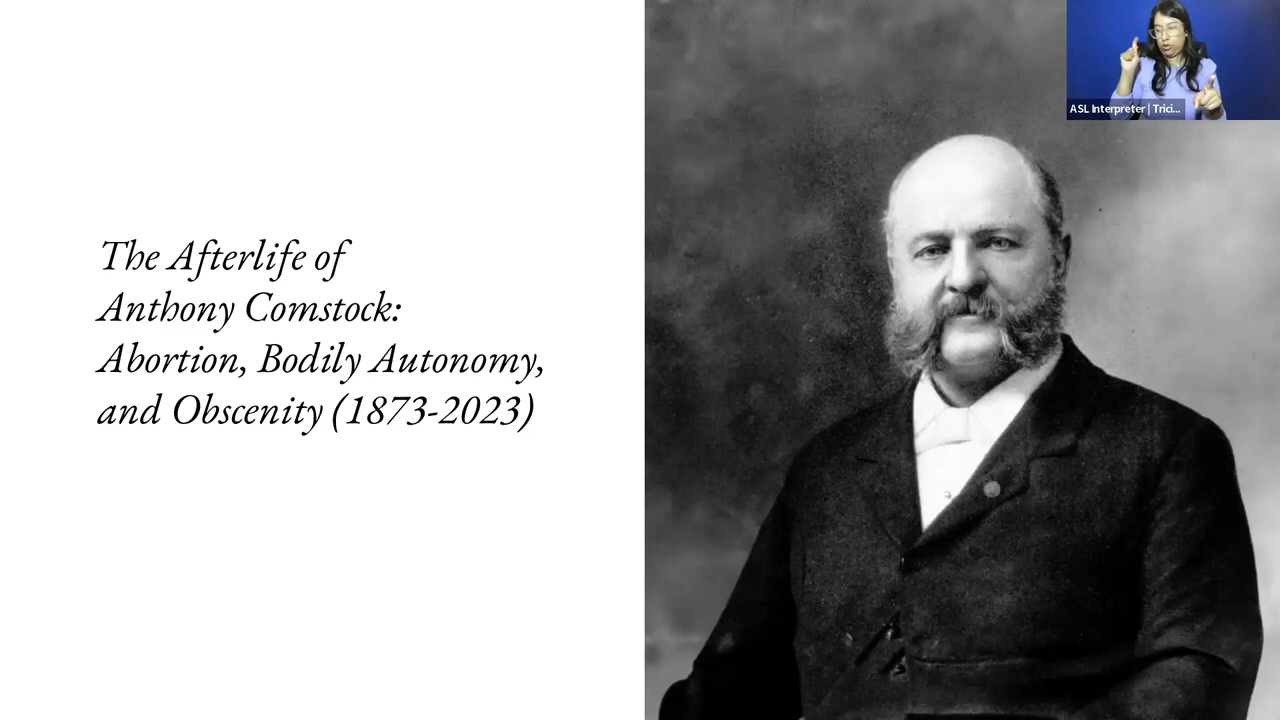 The Afterlife of
Anthony Comstock:
Abortion, Bodily Autonomy,
and Obscenity (1873-2023)
ASL Interpreter | Trici...